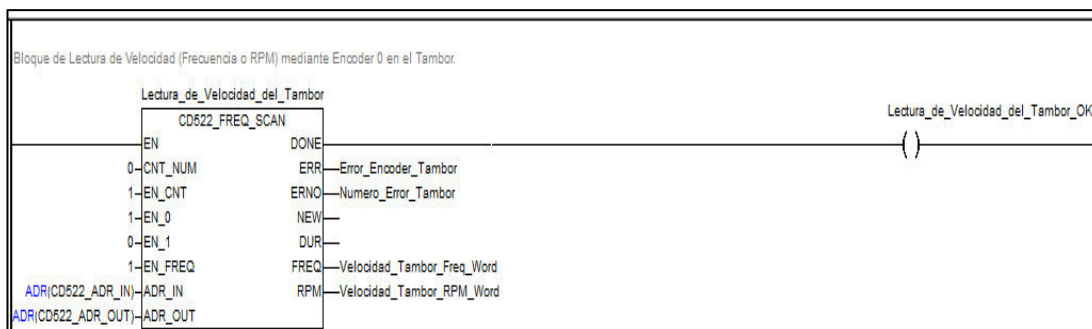 Bloque de Lectura de Velocidad (Frecuencia o RPM) mediante Encoder 0 en el Tambor.
Lectura_de_Velocidad_del_Tambor
Lectura_de_Velocidad_del_Tambor_OK
CD522_FREQ_SCAN
EN DONE
0 CNT_NUM ERR Error_Encoder_Tambor
1 EN_CNT ERNO Numero_Error_Tambor
1 EN_0 NEW
0 EN_1 DUR
1 EN_FREQ FREQ Velocidad_Tambor_Freq_Word
ADR(CD522_ADR_IN) ADR_IN RPM Velocidad_Tambor_RPM_Word
ADR(CD522_ADR_OUT) ADR_OUT